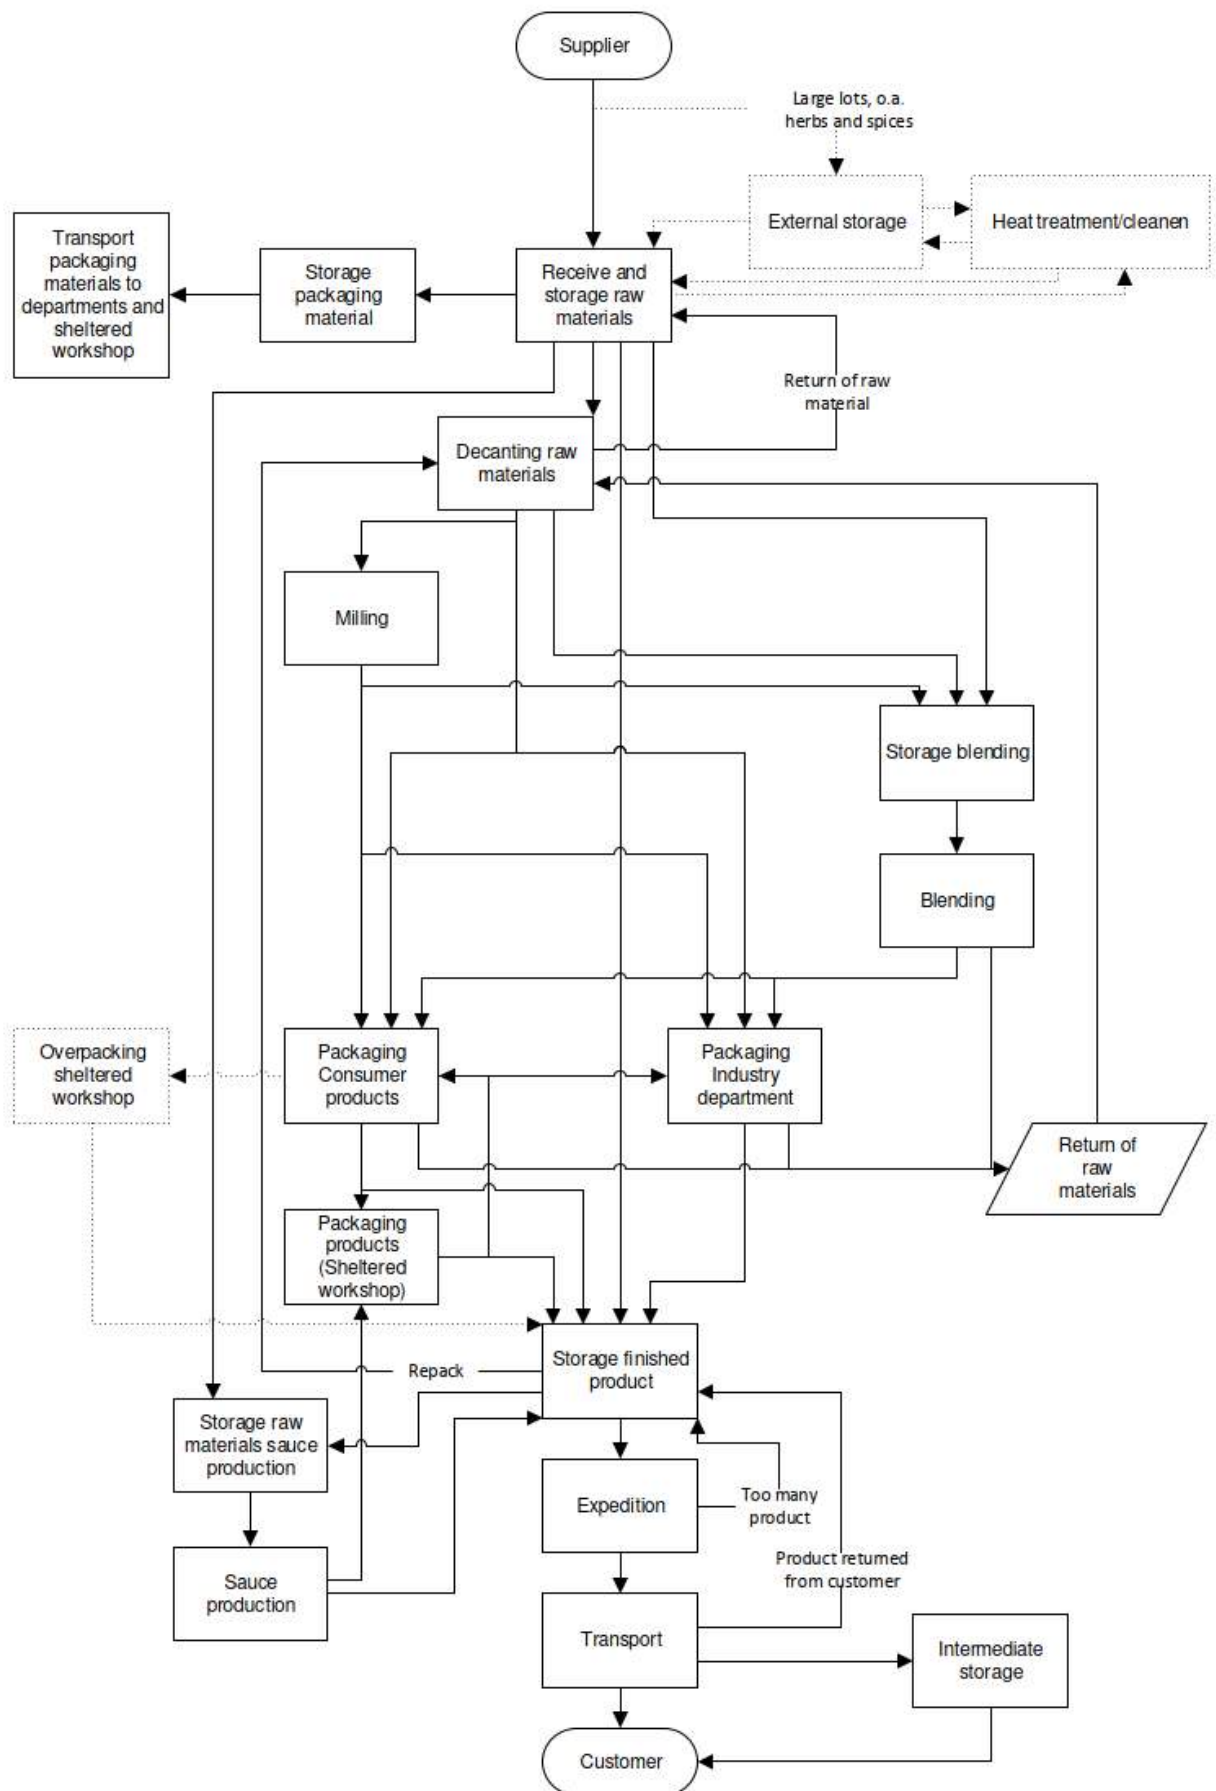 Supplier
Large lots, o.a.
herbs and spices
External storage
Heat treatment/cleanen
Transport
packaging
materials to
departments and
sheltered
workshop
Storage
packaging
material
Receive and
storage raw
materials
Return of raw
material
Decanting raw
materials
Milling
Storage blending
Blending
Overpacking
sheltered
workshop
Packaging
Consumer
products
Packaging
Industry
department
Return of
raw
materials
Packaging
products
(Sheltered
workshop)
Storage finished
product
Repack
Storage raw
materials sauce
production
Expedition
Too many
product
Sauce
production
Product returned
from customer
Transport
Intermediate
storage
Customer